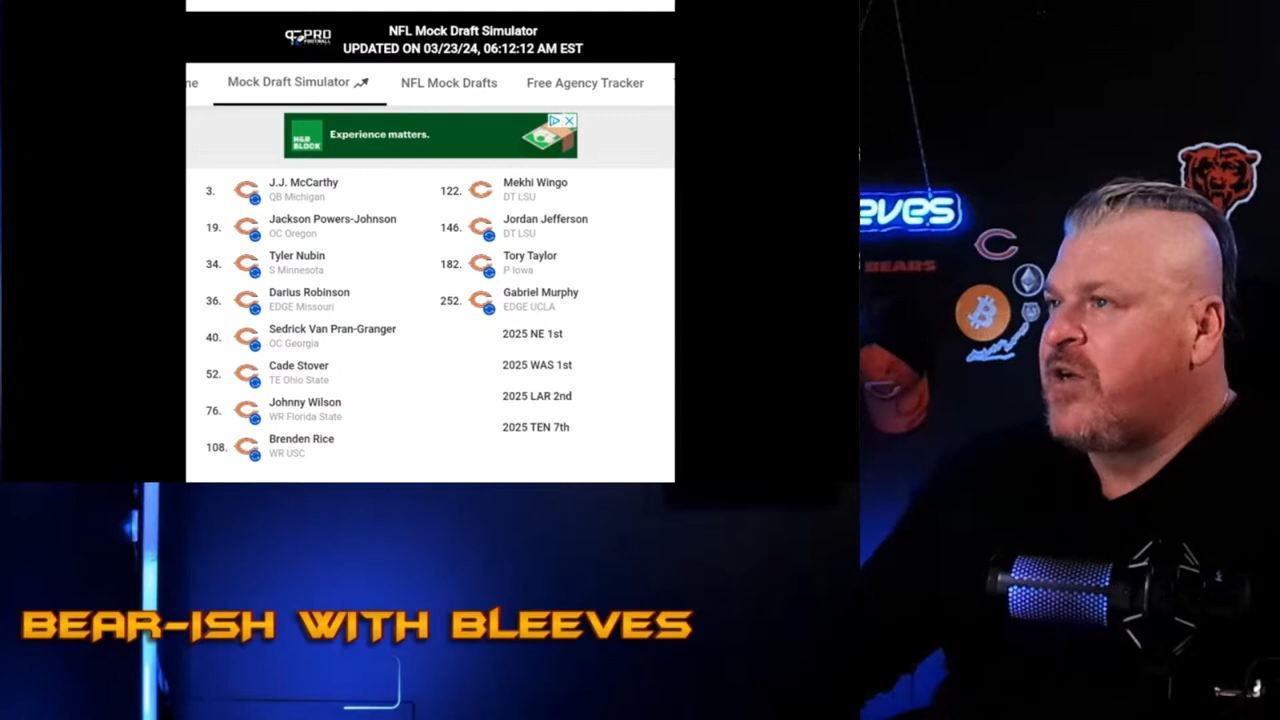 PRO
FOOTBALL
NFL Mock Draft Simulator
UPDATED ON 03/23/24, 06:12:12 AM EST
ne
Mock Draft Simulator
NFL Mock Drafts
Free Agency Tracker
H&R
BLOCK
Experience matters.
3.
J.J. McCarthy
QB Michigan
19.
Jackson Powers-Johnson
OC Oregon
34.
Tyler Nubin
S Minnesota
36.
Darius Robinson
EDGE Missouri
40.
Sedrick Van Pran-Granger
OC Georgia
52.
Cade Stover
TE Ohio State
76.
Johnny Wilson
WR Florida State
108.
Brenden Rice
WR USC
122.
Mekhi Wingo
DT LSU
146.
Jordan Jefferson
DT LSU
182.
Tory Taylor
P Iowa
252.
Gabriel Murphy
EDGE UCLA
2025 NE 1st
2025 WAS 1st
2025 LAR 2nd
2025 TEN 7th
eves
BEARS
BEAR-ISH WITH BLEEVES